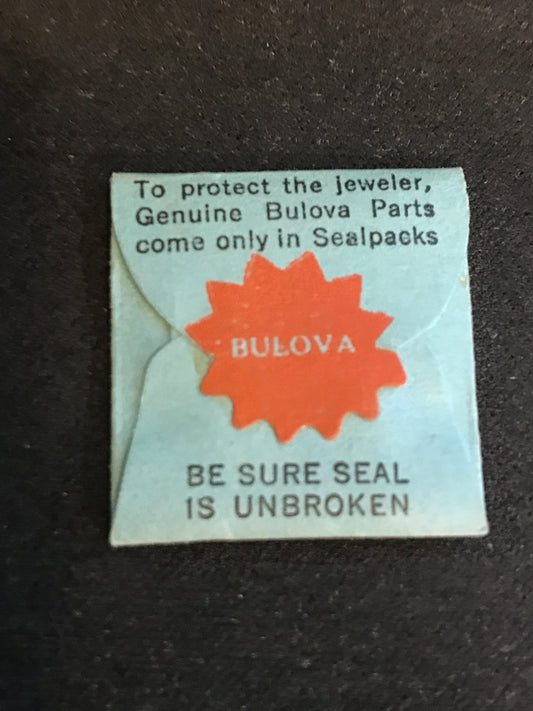 To protect the jeweler,
Genuine Bulova Parts
come only in Sealpacks
BULOVA
BE SURE SEAL
IS UNBROKEN